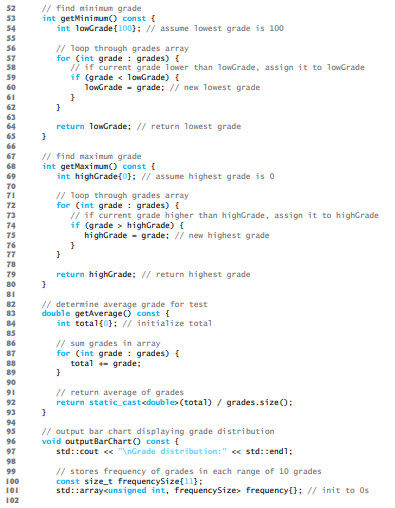 52 // find minimum grade
53 int getMinimum() const {
54 int lowGrade{100}; // assume lowest grade is 100
55
56 // loop through grades array
57 for (int grade : grades) {
58 // if current grade lower than lowGrade, assign it to lowGrade
59 if (grade < lowGrade) {
60 lowGrade = grade; // new lowest grade
61 }
62 }
63
64 return lowGrade; // return lowest grade
65 }
66
67 // find maximum grade
68 int getMaximum() const {
69 int highGrade{0}; // assume highest grade is 0
70
71 // loop through grades array
72 for (int grade : grades) {
73 // if current grade higher than highGrade, assign it to highGrade
74 if (grade > highGrade) {
75 highGrade = grade; // new highest grade
76 }
77 }
78
79 return highGrade; // return highest grade
80 }
81
82 // determine average grade for test
83 double getAverage() const {
84 int total{0}; // initialize total
85
86 // sum grades in array
87 for (int grade : grades) {
88 total += grade;
89 }
90
91 // return average of grades
92 return static_cast<double>(total) / grades.size();
93 }
94
95 // output bar chart displaying grade distribution
96 void outputBarChart() const {
97 std::cout << "\nGrade distribution:" << std::endl;
98
99 // stores frequency of grades in each range of 10 grades
100 const size_t frequencySize{11};
101 std::array<unsigned int, frequencySize> frequency{}; // init to 0s
102